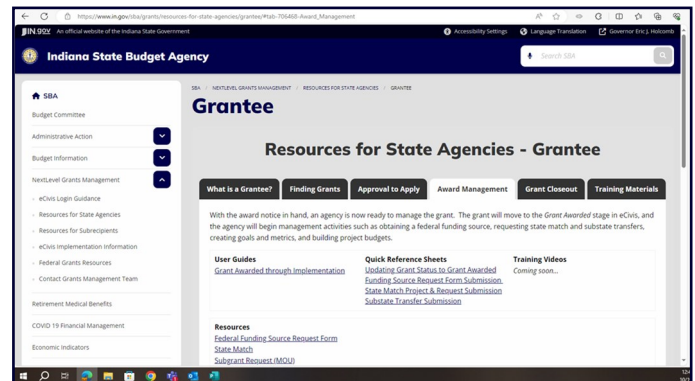 https://www.in.gov/sba/grants/resources-for-state-agencies/grantee/#tab-706468-Award_Management
IN.gov An official website of the Indiana State Government
Accessibility Settings Language Translation Governor Eric J. Holcomb
Indiana State Budget Agency
Search SBA
SBA
Budget Committee
Administrative Action
Budget Information
NextLevel Grants Management
eCivis Login Guidance
Resources for State Agencies
Resources for Subrecipients
eCivis Implementation Information
Federal Grants Resources
Contact Grants Management Team
Retirement Medical Benefits
COVID 19 Financial Management
Economic Indicators
SBA / NEXTLEVEL GRANTS MANAGEMENT / RESOURCES FOR STATE AGENCIES / GRANTEE
Grantee
Resources for State Agencies - Grantee
What is a Grantee? Finding Grants Approval to Apply Award Management Grant Closeout Training Materials
With the award notice in hand, an agency is now ready to manage the grant. The grant will move to the Grant Awarded stage in eCivis, and
the agency will begin management activities such as obtaining a federal funding source, requesting state match and substate transfers,
creating goals and metrics, and building project budgets.
User Guides
Grant Awarded through Implementation
Quick Reference Sheets
Updating Grant Status to Grant Awarded
Funding Source Request Form Submission
State Match Project & Request Submission
Substate Transfer Submission
Training Videos
Coming soon...
Resources
Federal Funding Source Request Form
State Match
Subgrant Request (MOU)